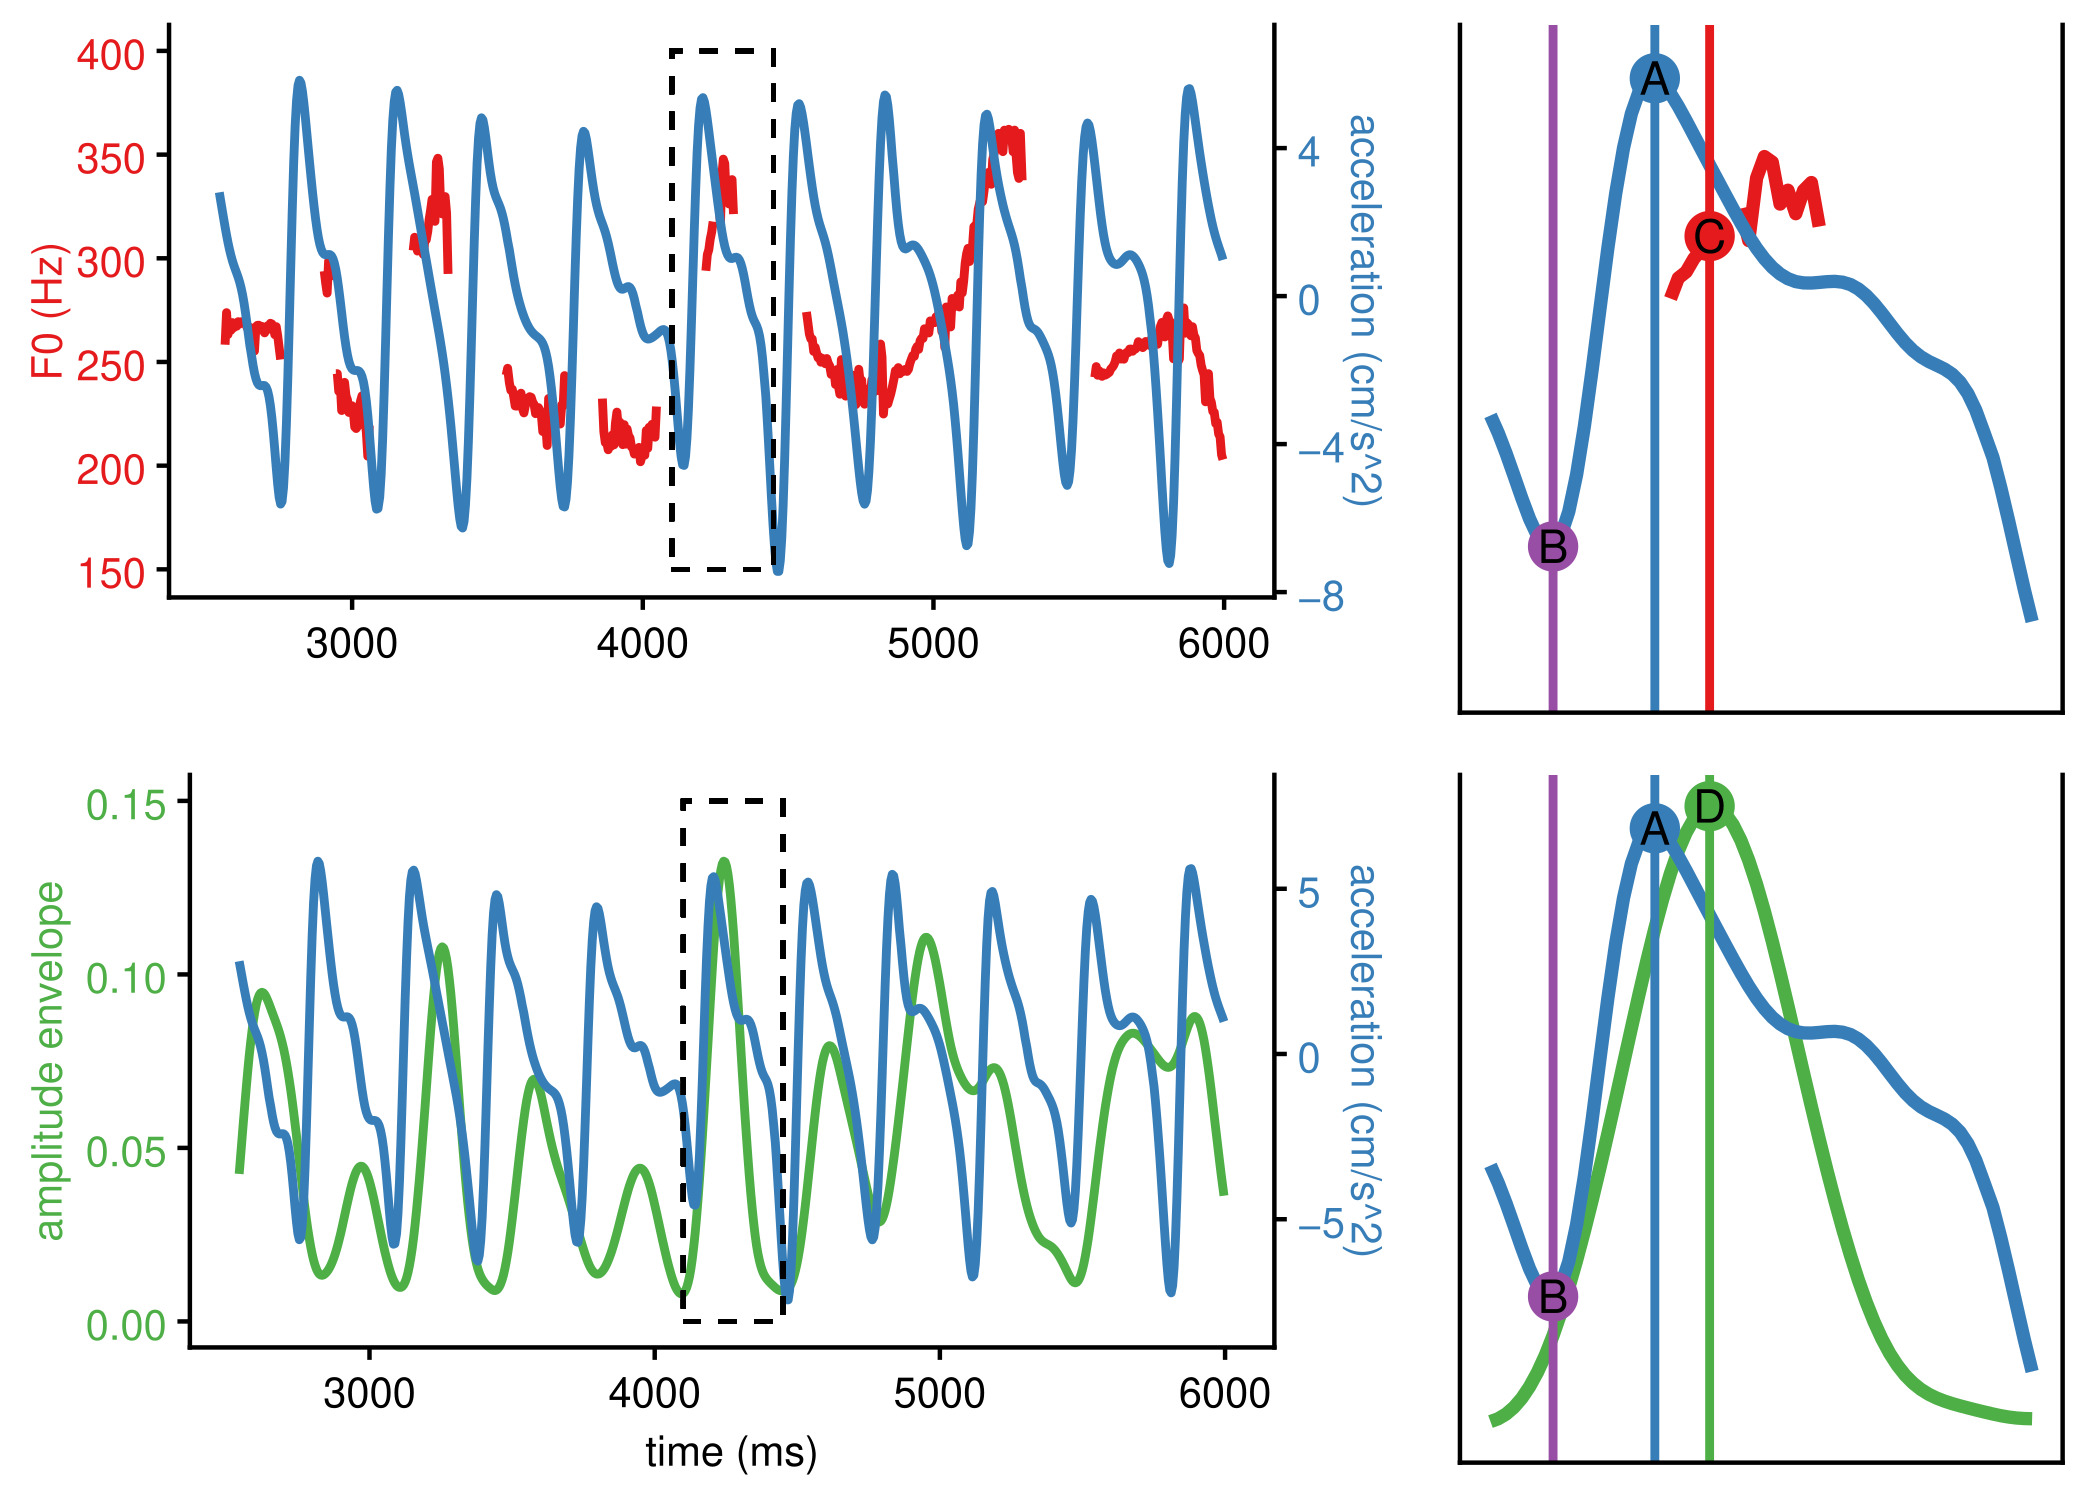 400
350
300
250
200
150
F0 (Hz)
4
0
−4
−8
acceleration (cm/s^2)
3000
4000
5000
6000
A
B
C
0.15
0.10
0.05
0.00
amplitude envelope
5
0
−5
acceleration (cm/s^2)
3000
4000
5000
6000
time (ms)
A
D
B